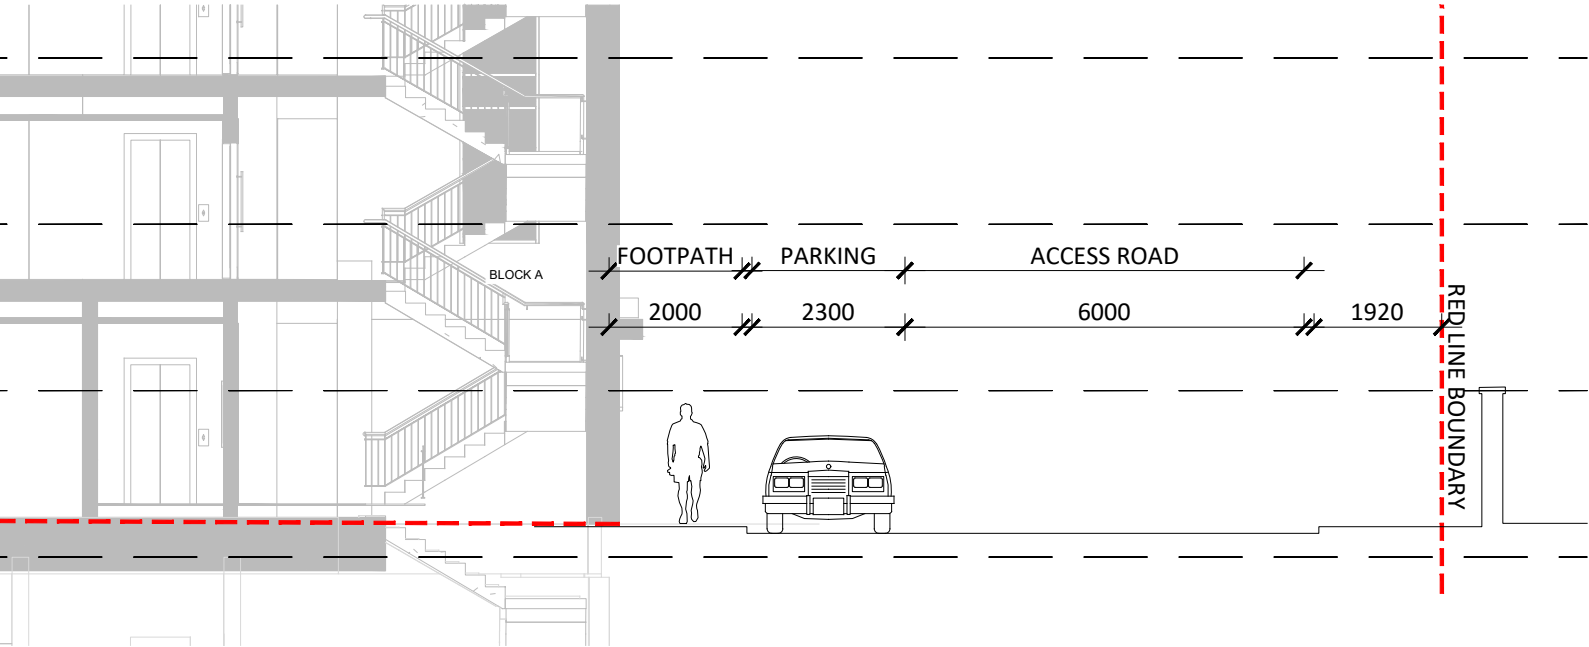 FOOTPATH PARKING ACCESS ROAD
BLOCK A
2000 2300 6000 1920
RED LINE BOUNDARY